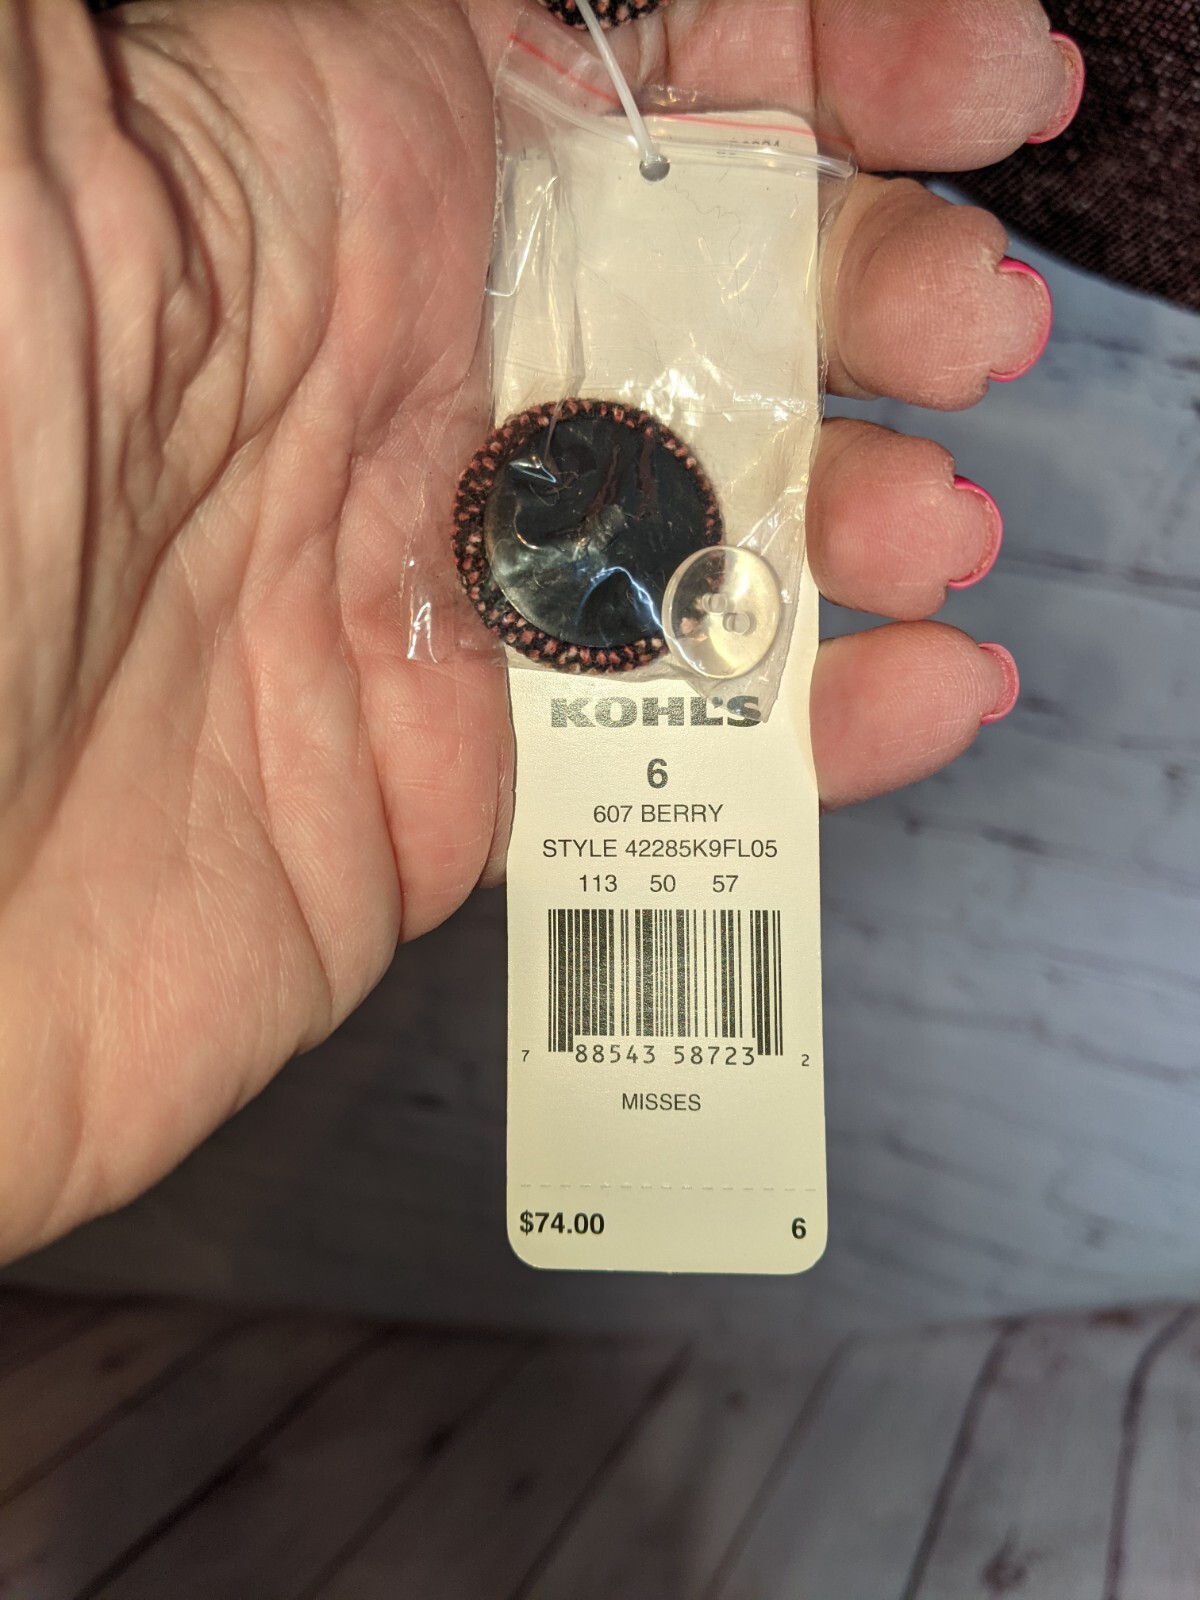 KOHL'S
6
607 BERRY
STYLE 42285K9FL05
113 50 57
7 88543 58723 2
MISSES
$74.00 6